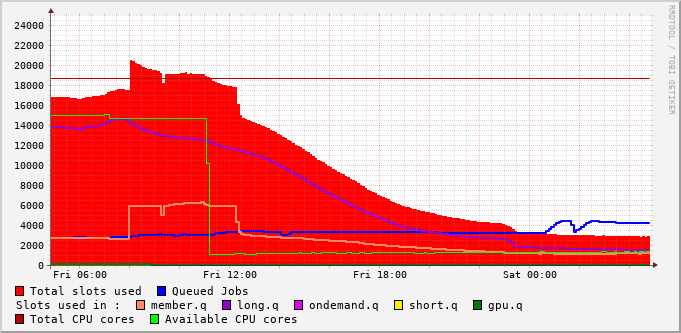 RRDTOOL / TOBI OETIKER
24000
22000
20000
18000
16000
14000
12000
10000
8000
6000
4000
2000
0
Fri 06:00 Fri 12:00 Fri 18:00 Sat 00:00
Total slots used Queued Jobs
Slots used in : member.q long.q ondemand.q short.q gpu.q
Total CPU cores Available CPU cores